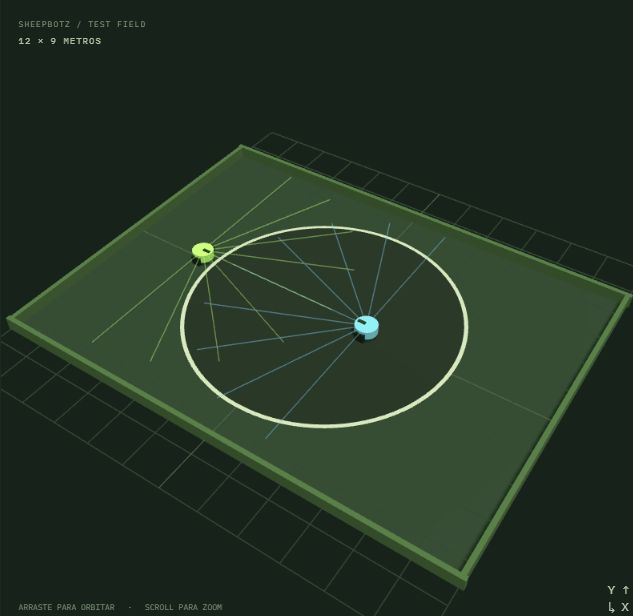 SHEEPBOTZ / TEST FIELD
12 × 9 METROS
Y ↑
↳ X
ARRASTE PARA ORBITAR · SCROLL PARA ZOOM